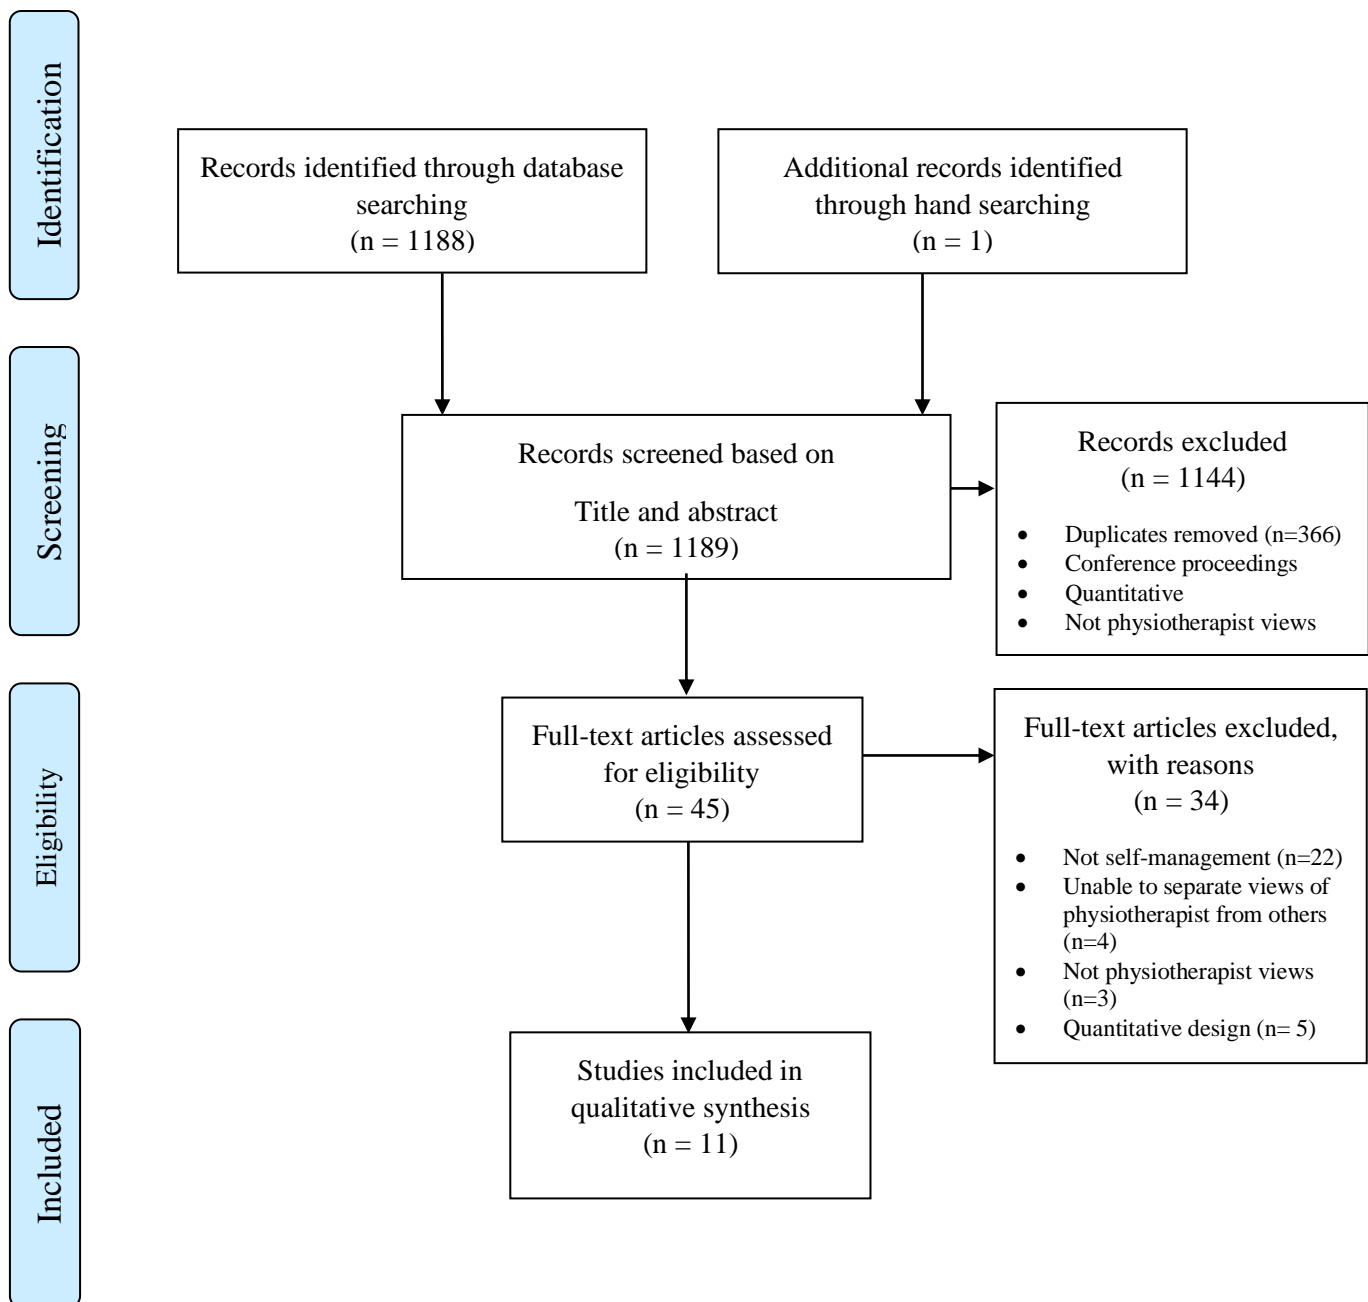 Identification
Records identified through database
searching
(n = 1188)
Additional records identified
through hand searching
(n = 1)
Screening
Records screened based on
Title and abstract
(n = 1189)
Records excluded
(n = 1144)
• Duplicates removed (n=366)
• Conference proceedings
• Quantitative
• Not physiotherapist views
Eligibility
Full-text articles assessed
for eligibility
(n = 45)
Full-text articles excluded,
with reasons
(n = 34)
• Not self-management (n=22)
• Unable to separate views of
physiotherapist from others
(n=4)
• Not physiotherapist views
(n=3)
• Quantitative design (n= 5)
Included
Studies included in
qualitative synthesis
(n = 11)